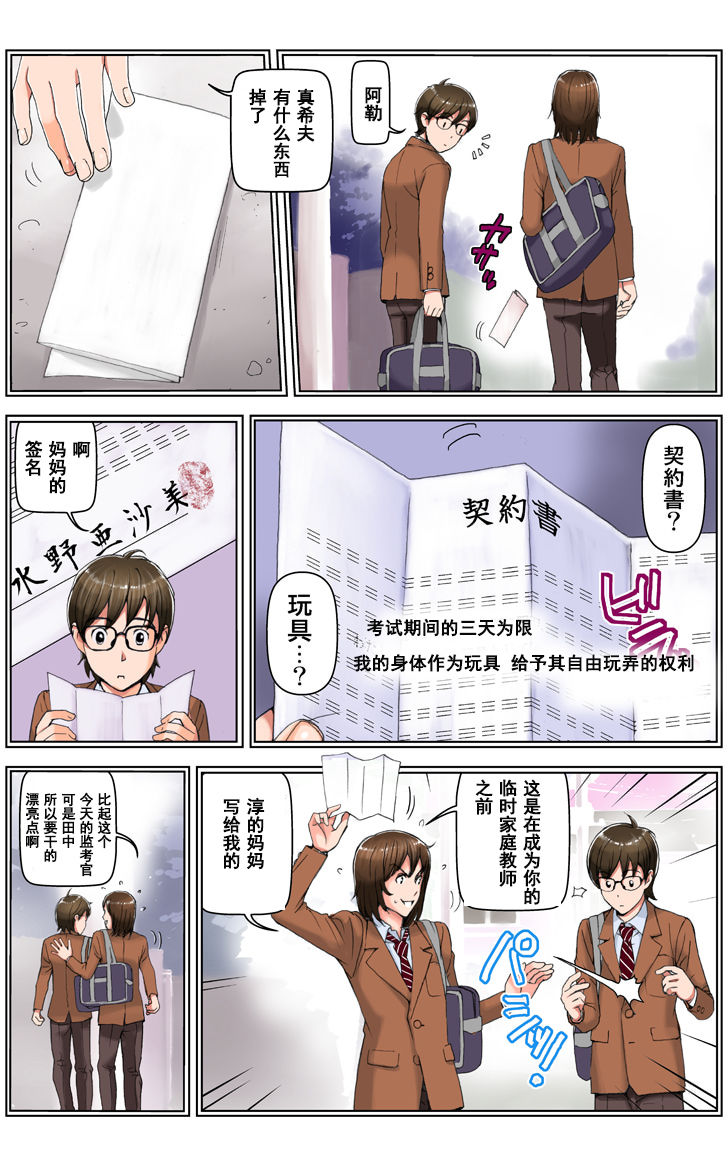 阿勒
カサッ
真希夫
有什么东西
掉了
契約書？
契約書
ピラッ
考试期间的三天为限
我的身体作为玩具 给予其自由玩弄的权利
玩具…？
啊
妈妈的
签名
水野亜沙美
这是在成为你的
临时家庭教师
之前
淳的妈妈
写给我的
パシッ！
比起这个
今天的监考官
可是田中
所以要干的
漂亮点啊